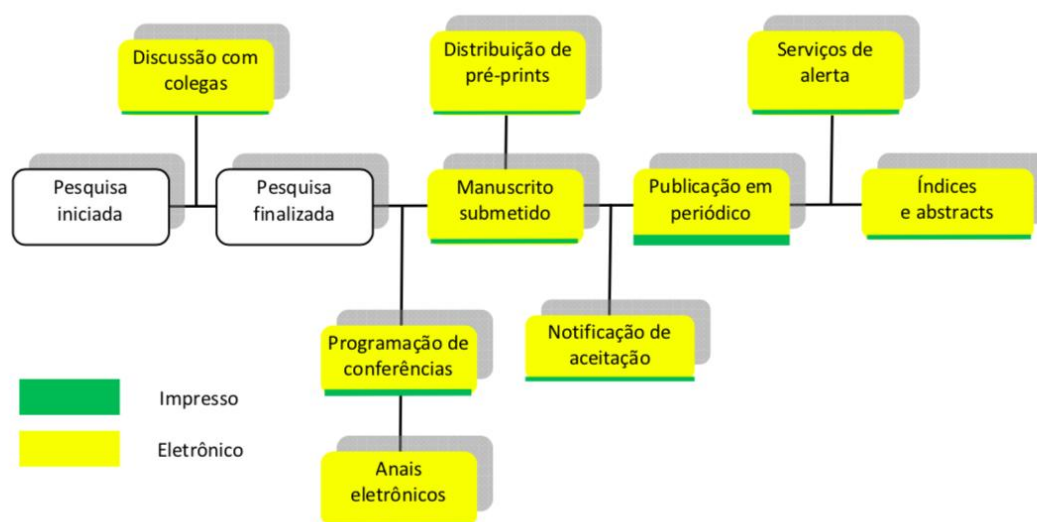 Discussão com
colegas
Distribuição de
pré-prints
Serviços de
alerta
Pesquisa
iniciada
Pesquisa
finalizada
Manuscrito
submetido
Publicação em
periódico
Índices
e abstracts
Programação de
conferências
Notificação de
aceitação
Impresso
Eletrônico
Anais
eletrônicos